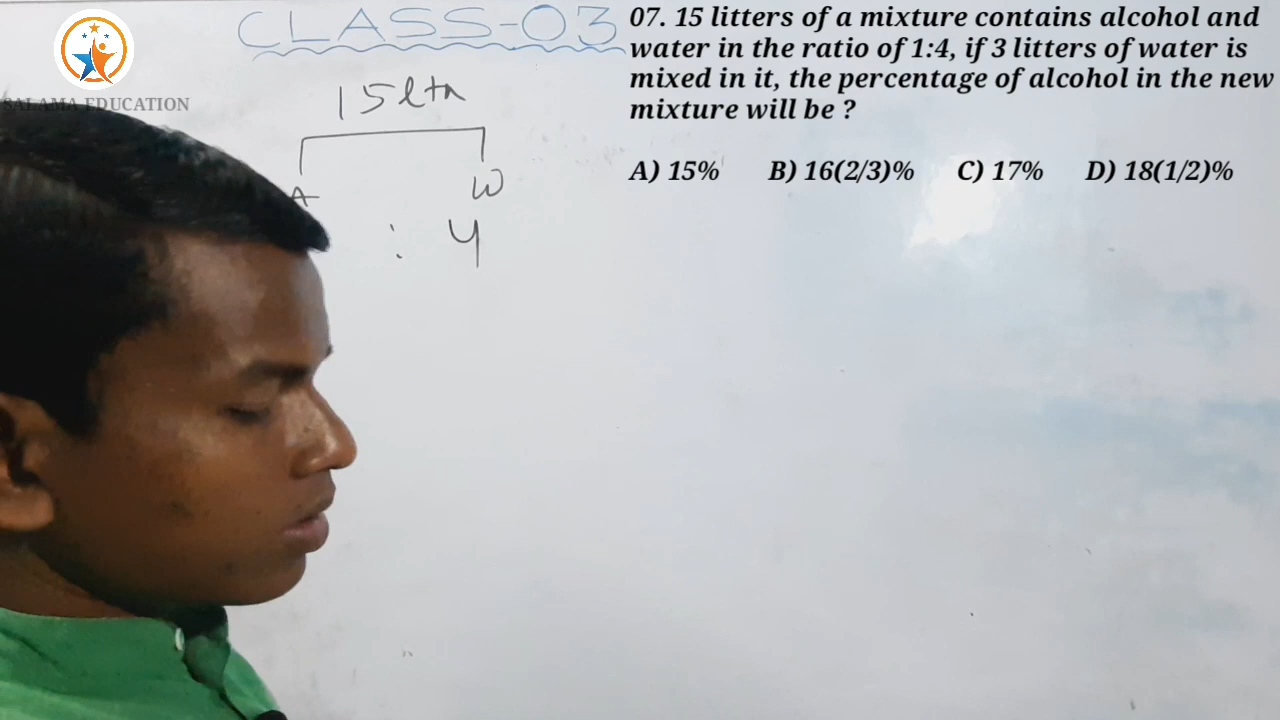 CLASS-03
SALAMA EDUCATION
15 ltr
A W
: 4
07. 15 litters of a mixture contains alcohol and
water in the ratio of 1:4, if 3 litters of water is
mixed in it, the percentage of alcohol in the new
mixture will be ?
A) 15% B) 16(2/3)% C) 17% D) 18(1/2)%